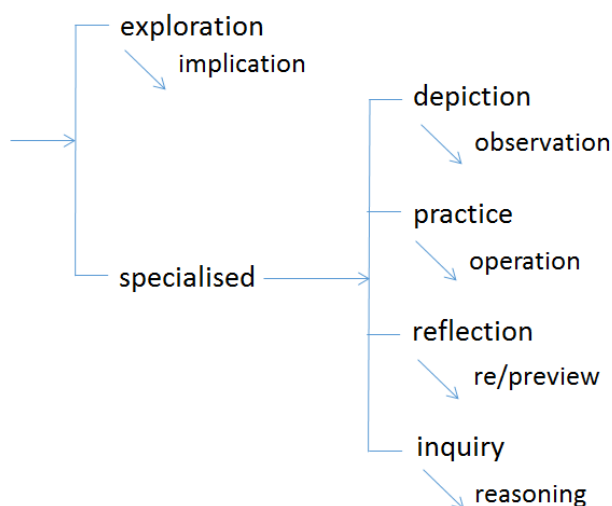 exploration
implication
specialised
depiction
observation
practice
operation
reflection
re/preview
inquiry
reasoning